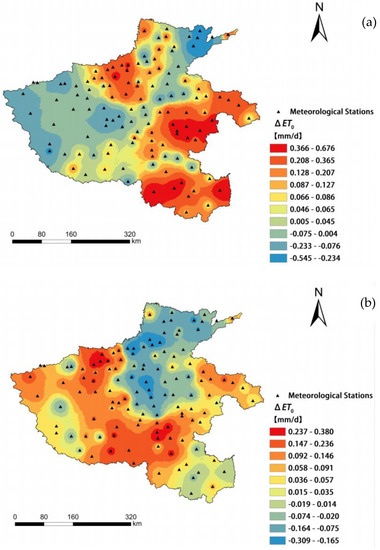 N
(a)
Meteorological Stations
Δ ET0
【mm/d】
0.366 - 0.676
0.208 - 0.365
0.128 - 0.207
0.087 - 0.127
0.066 - 0.086
0.046 - 0.065
0.005 - 0.045
-0.075 - 0.004
-0.233 - -0.076
-0.545 - -0.234
0 80 160 320
km
N
(b)
Meteorological Stations
Δ ET0
【mm/d】
0.237 - 0.380
0.147 - 0.236
0.092 - 0.146
0.058 - 0.091
0.036 - 0.057
0.015 - 0.035
-0.019 - 0.014
-0.074 - -0.020
-0.164 - -0.075
-0.309 - -0.165
0 80 160 320
km